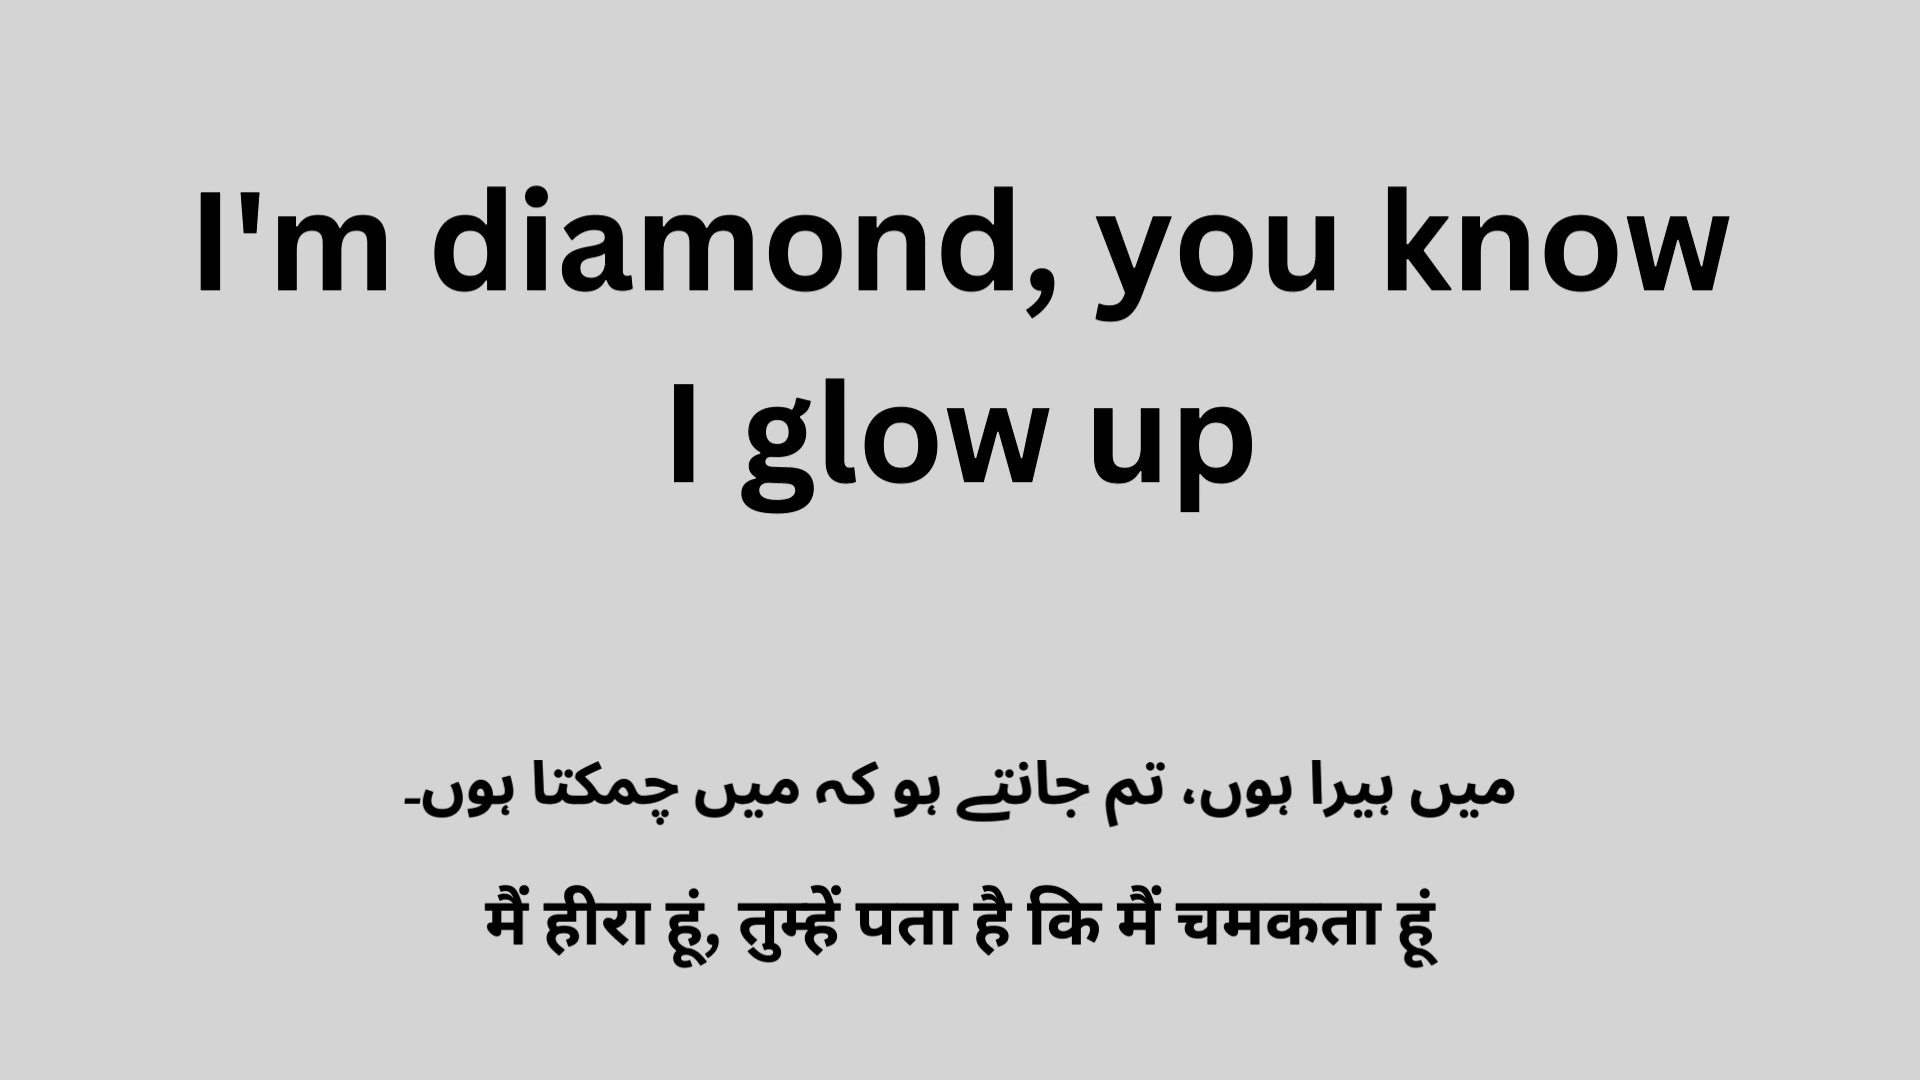 I'm diamond, you know
I glow up
میں ہیرا ہوں، تم جانتے ہو کہ میں چمکتا ہوں۔
मैं हीरा हूं, तुम्हें पता है कि मैं चमकता हूं